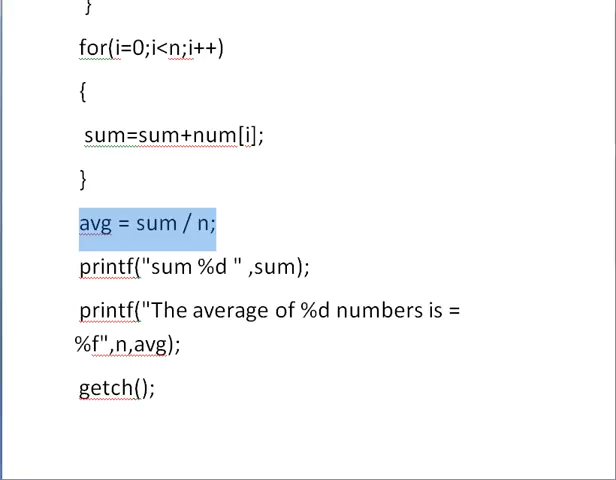 }
for(i=0;i<n;i++)
{
sum=sum+num[i];
}
avg = sum / n;
printf("sum %d " ,sum);
printf("The average of %d numbers is =
%f",n,avg);
getch();